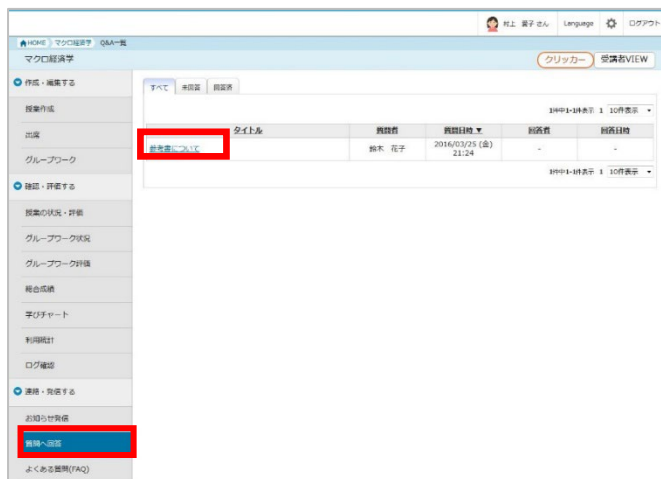 村上 愛子さん Language ログアウト
HOME マクロ経済学 Q&A一覧
マクロ経済学 クリッカー 受講者VIEW
作成・編集する
すべて 未回答 回答済
授業作成
1件中1-1件表示 1 10件表示
出席
タイトル 質問者 質問日時 ▼ 回答者 回答日時
参考書について 鈴木 花子 2016/03/25 (金) 21:24 - -
グループワーク
1件中1-1件表示 1 10件表示
確認・評価する
授業の状況・評価
グループワーク状況
グループワーク評価
総合成績
学びチャート
利用統計
ログ確認
連絡・発信する
お知らせ発信
質問へ回答
よくある質問(FAQ)